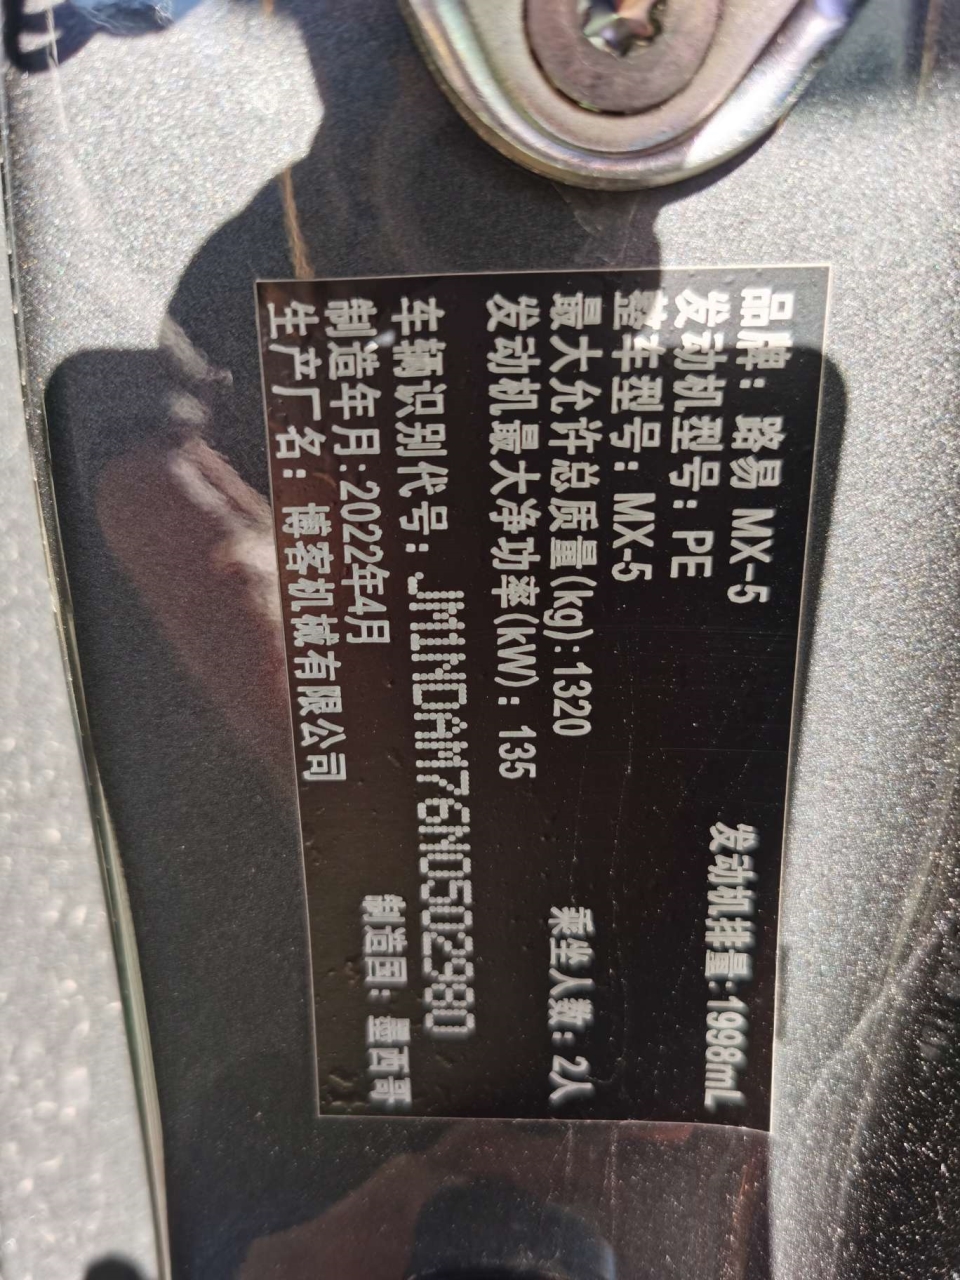 品牌：路易 MX-5
发动机型号：PE 发动机排量:1998mL
整车型号：MX-5
最大允许总质量(kg):1320 乘坐人数：2人
发动机最大净功率(kW)：135
车辆识别代号：JM1NDAM76N0502980
制造年月:2022年4月 制造国：墨西哥
生产厂名：博客机械有限公司